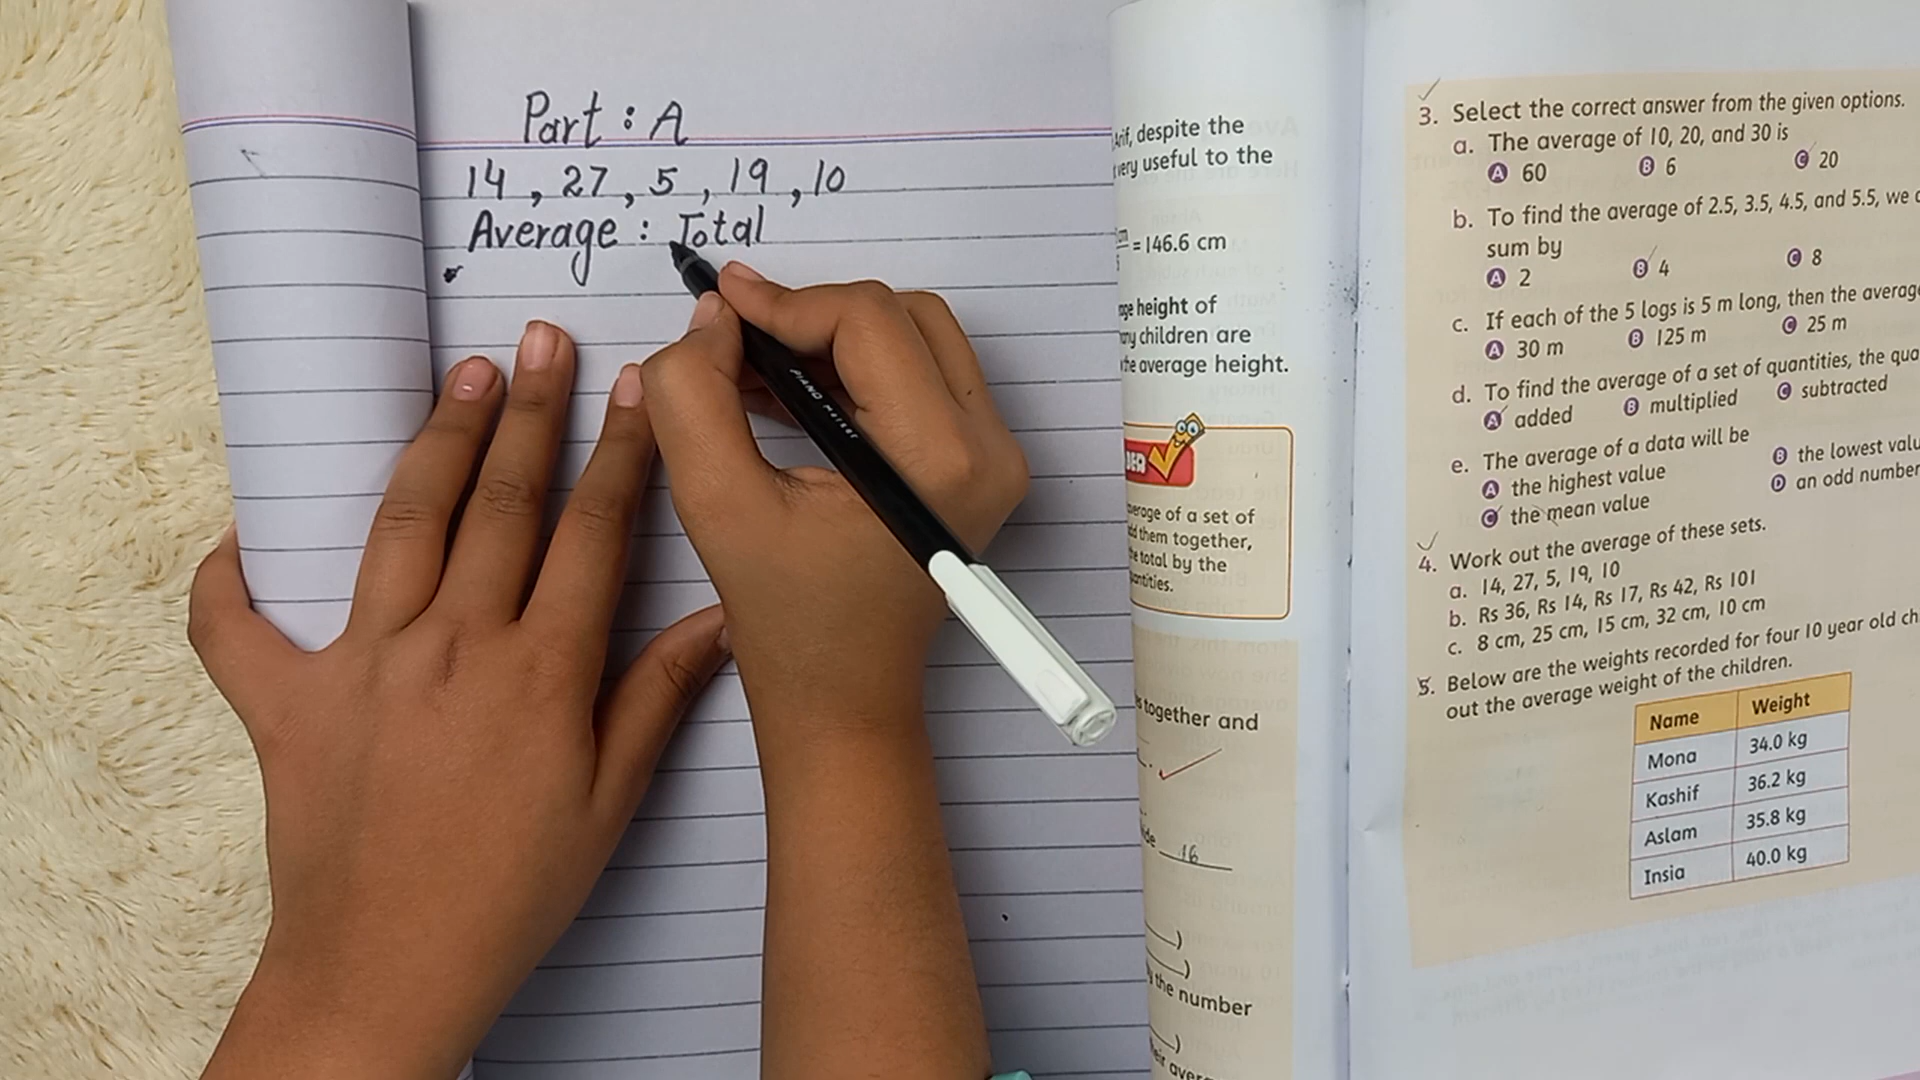 Part : A
14 , 27 , 5 , 19 , 10
Average : Total
PIANO MARKER
Arif, despite the
very useful to the
= 146.6 cm
height of
children are
the average height.
of a set of
them together,
total by the
together and
16
the number
3. Select the correct answer from the given options.
a. The average of 10, 20, and 30 is
A 60 B 6 C 20
b. To find the average of 2.5, 3.5, 4.5, and 5.5, we
sum by
A 2 B 4 C 8
c. If each of the 5 logs is 5 m long, then the average
A 30 m B 125 m C 25 m
d. To find the average of a set of quantities, the qua
A added B multiplied C subtracted
e. The average of a data will be
A the highest value B the lowest valu
C the mean value D an odd number
4. Work out the average of these sets.
a. 14, 27, 5, 19, 10
b. Rs 36, Rs 14, Rs 17, Rs 42, Rs 101
c. 8 cm, 25 cm, 15 cm, 32 cm, 10 cm
5. Below are the weights recorded for four 10 year old ch
out the average weight of the children.
Name Weight
Mona 34.0 kg
Kashif 36.2 kg
Aslam 35.8 kg
Insia 40.0 kg